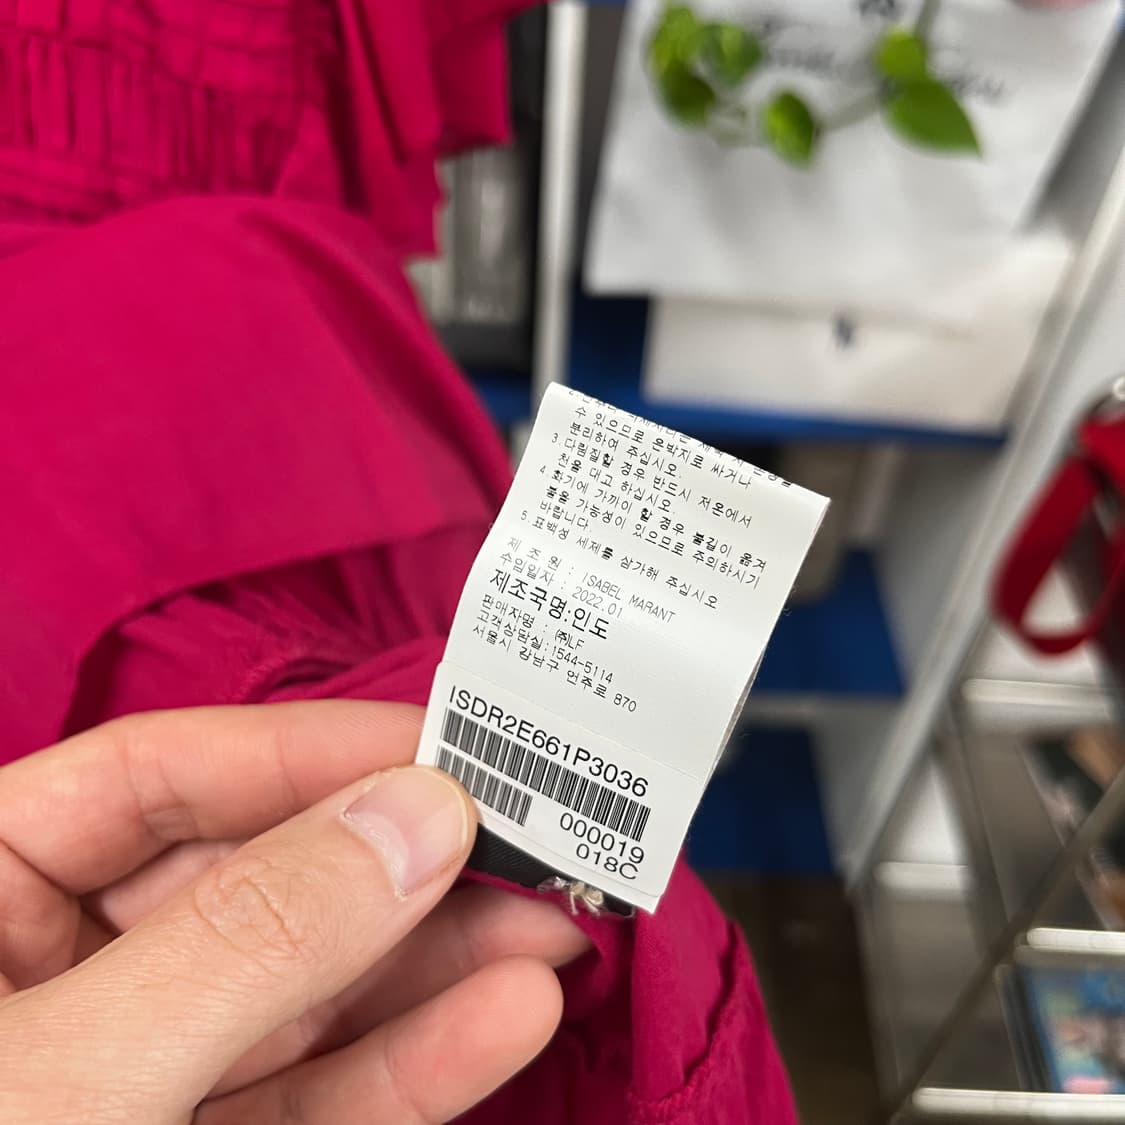 수 있으므로 은박지로 싸거나
분리하여 주십시오.
3.다림질할 경우 반드시 저온에서
천을 대고 하십시오.
4.화기에 가까이 할 경우 불길이 옮겨
붙을 가능성이 있으므로 주의하시기
바랍니다.
5.표백성 세제를 삼가해 주십시오
제 조 원 : ISABEL MARANT
수입일자 : 2022.01
제조국명:인도
판매자명 : ㈜LF
고객상담실:1544-5114
서울시 강남구 언주로 870
ISDR2E661P3036
000019
018C